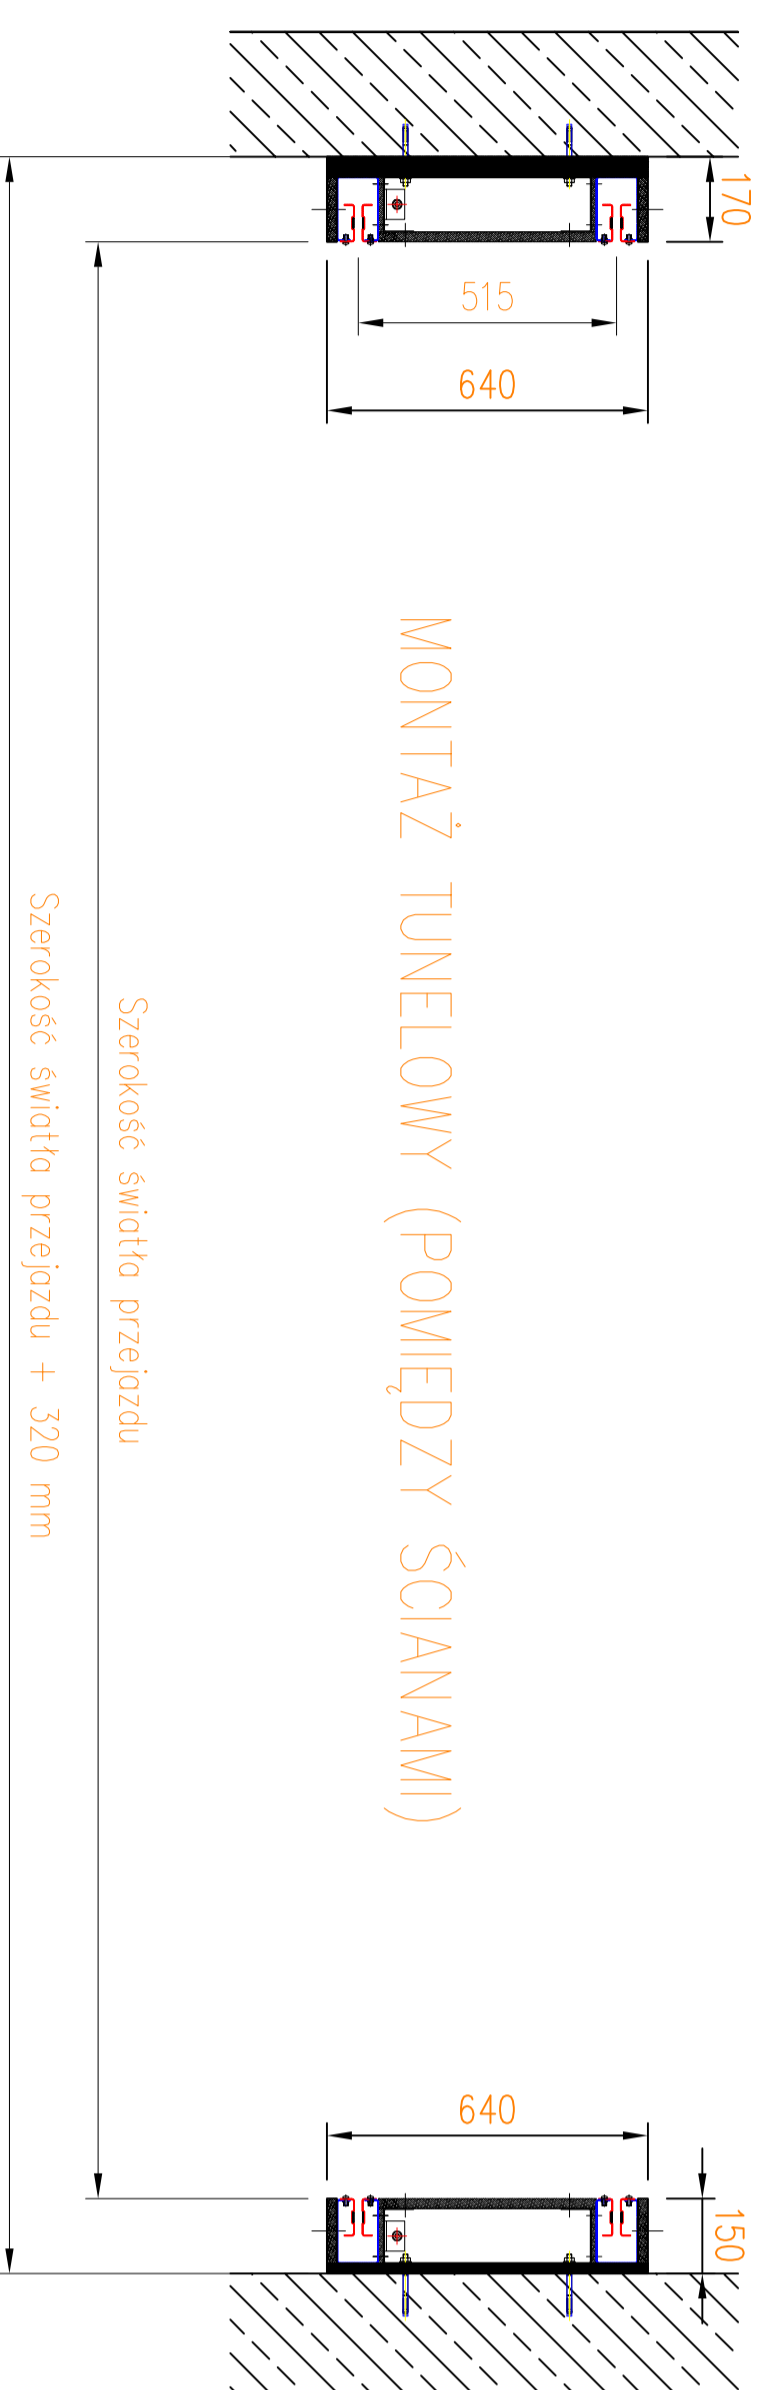 170
515
640
MONTAŻ TUNELOWY (POMIĘDZY ŚCIANAMI)
Szerokość światła przejazdu
Szerokość światła przejazdu + 320 mm
640
150